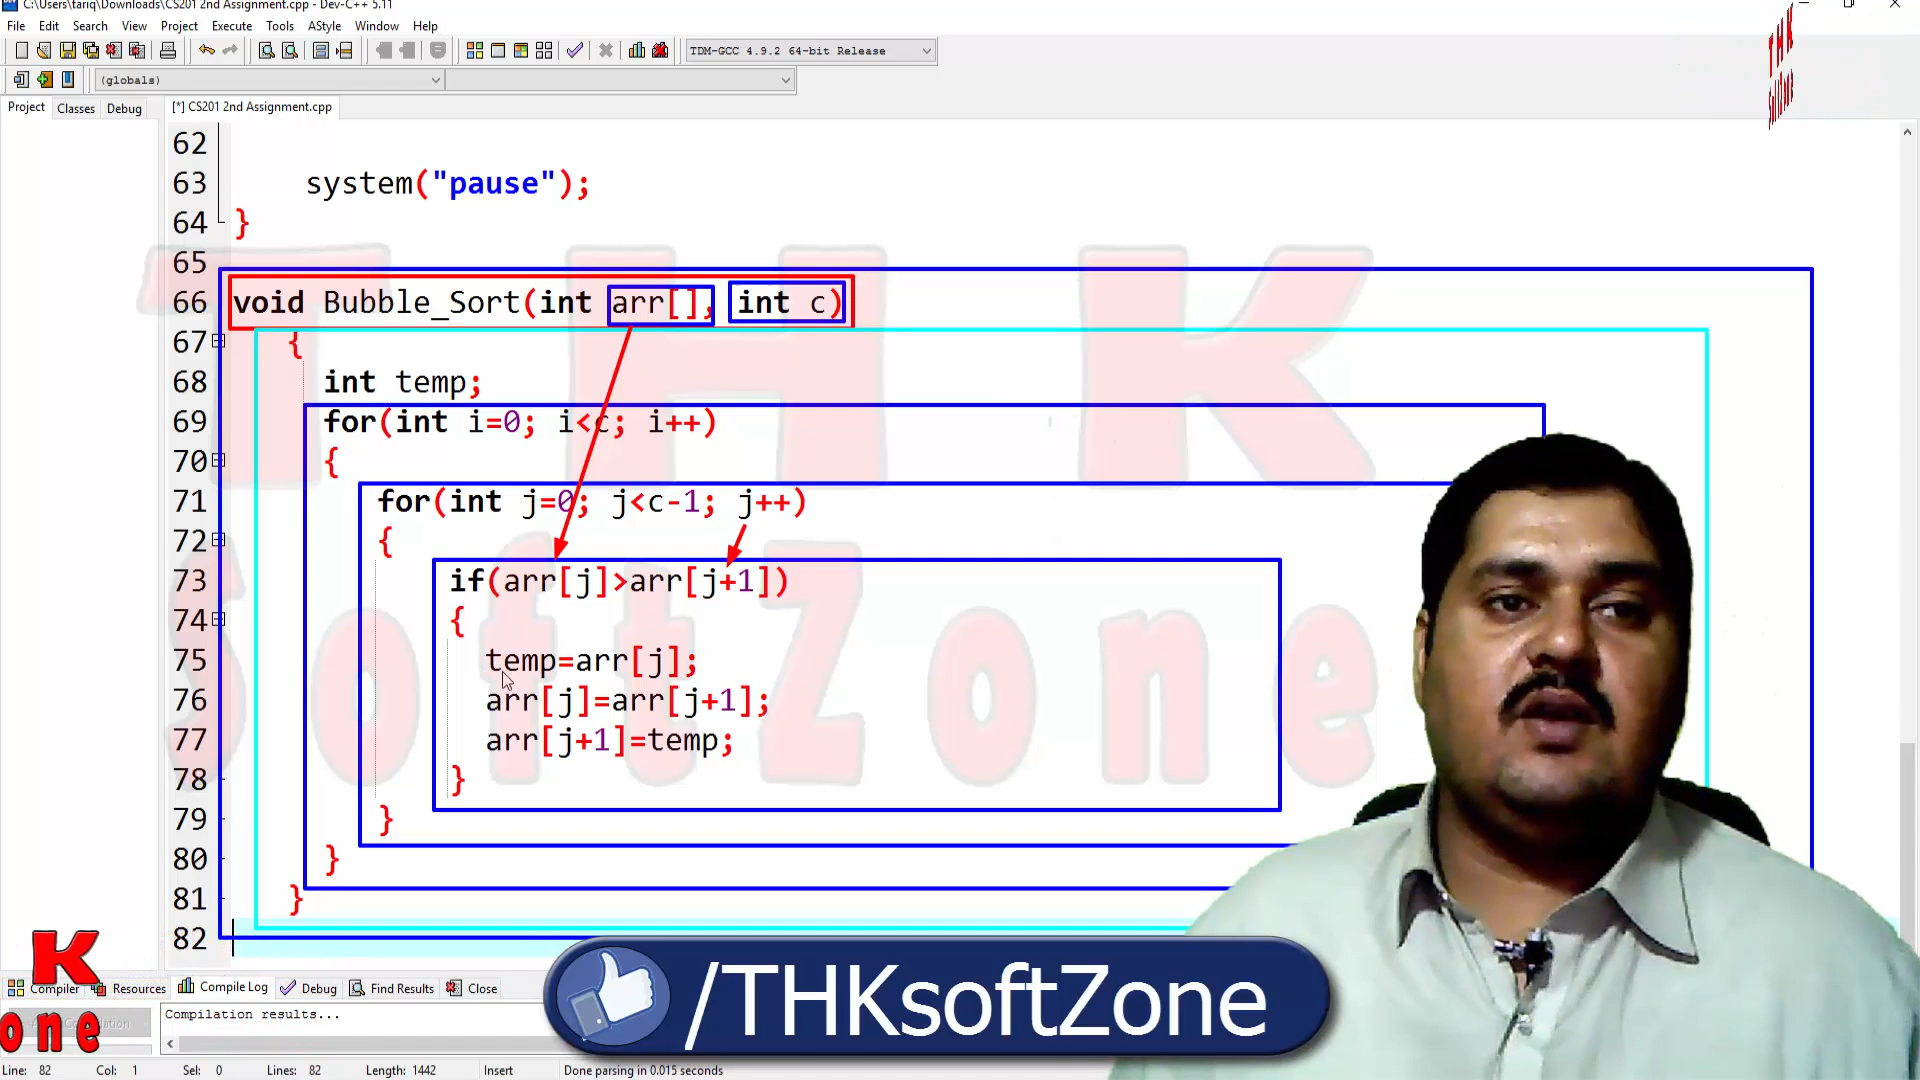 C:\Users\tariq\Downloads\CS201 2nd Assignment.cpp - Dev-C++ 5.11
File Edit Search View Project Execute Tools AStyle Window Help
TDM-GCC 4.9.2 64-bit Release
(globals)
Project Classes Debug
[*] CS201 2nd Assignment.cpp
THK
SoftZone
62
63 system("pause");
64 }
65
66 void Bubble_Sort(int arr[], int c)
67 {
68 int temp;
69 for(int i=0; i<c; i++)
70 {
71 for(int j=0; j<c-1; j++)
72 {
73 if(arr[j]>arr[j+1])
74 {
75 temp=arr[j];
76 arr[j]=arr[j+1];
77 arr[j+1]=temp;
78 }
79 }
80 }
81 }
82
K
one
Compiler Resources Compile Log Debug Find Results Close
Compilation results...
/THKsoftZone
Line: 82 Col: 1 Sel: 0 Lines: 82 Length: 1442 Insert Done parsing in 0.015 seconds